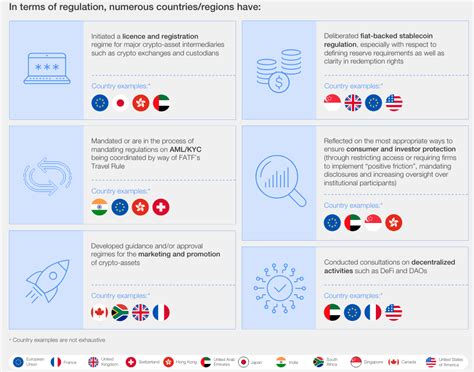 In terms of regulation, numerous countries/regions have:
Initiated a licence and registration
regime for major crypto-asset intermediaries
such as crypto exchanges and custodians
Country examples:*
Deliberated fiat-backed stablecoin
regulation, especially with respect to
defining reserve requirements as well as
clarity in redemption rights
Country examples:*
Mandated or are in the process of
mandating regulations on AML/KYC
being coordinated by way of FATF's
Travel Rule
Country examples:*
Reflected on the most appropriate ways to
ensure consumer and investor protection
(through restricting access or requiring firms
to implement "positive friction", mandating
disclosures and increasing oversight over
institutional participants)
Country examples:*
Developed guidance and/or approval
regimes for the marketing and promotion
of crypto-assets
Country examples:*
Conducted consultations on decentralized
activities such as DeFi and DAOs
Country examples:*
* Country examples are not exhaustive
European Union
France
United Kingdom
Switzerland
Hong Kong
United Arab Emirates
Japan
India
South Africa
Singapore
Canada
United States of America